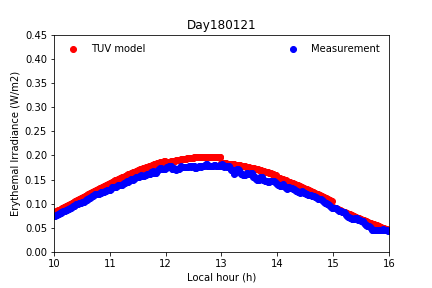 Day180121
TUV model
Measurement
Erythemal Irradiance (W/m2)
0.45
0.40
0.35
0.30
0.25
0.20
0.15
0.10
0.05
0.00
10 11 12 13 14 15 16
Local hour (h)